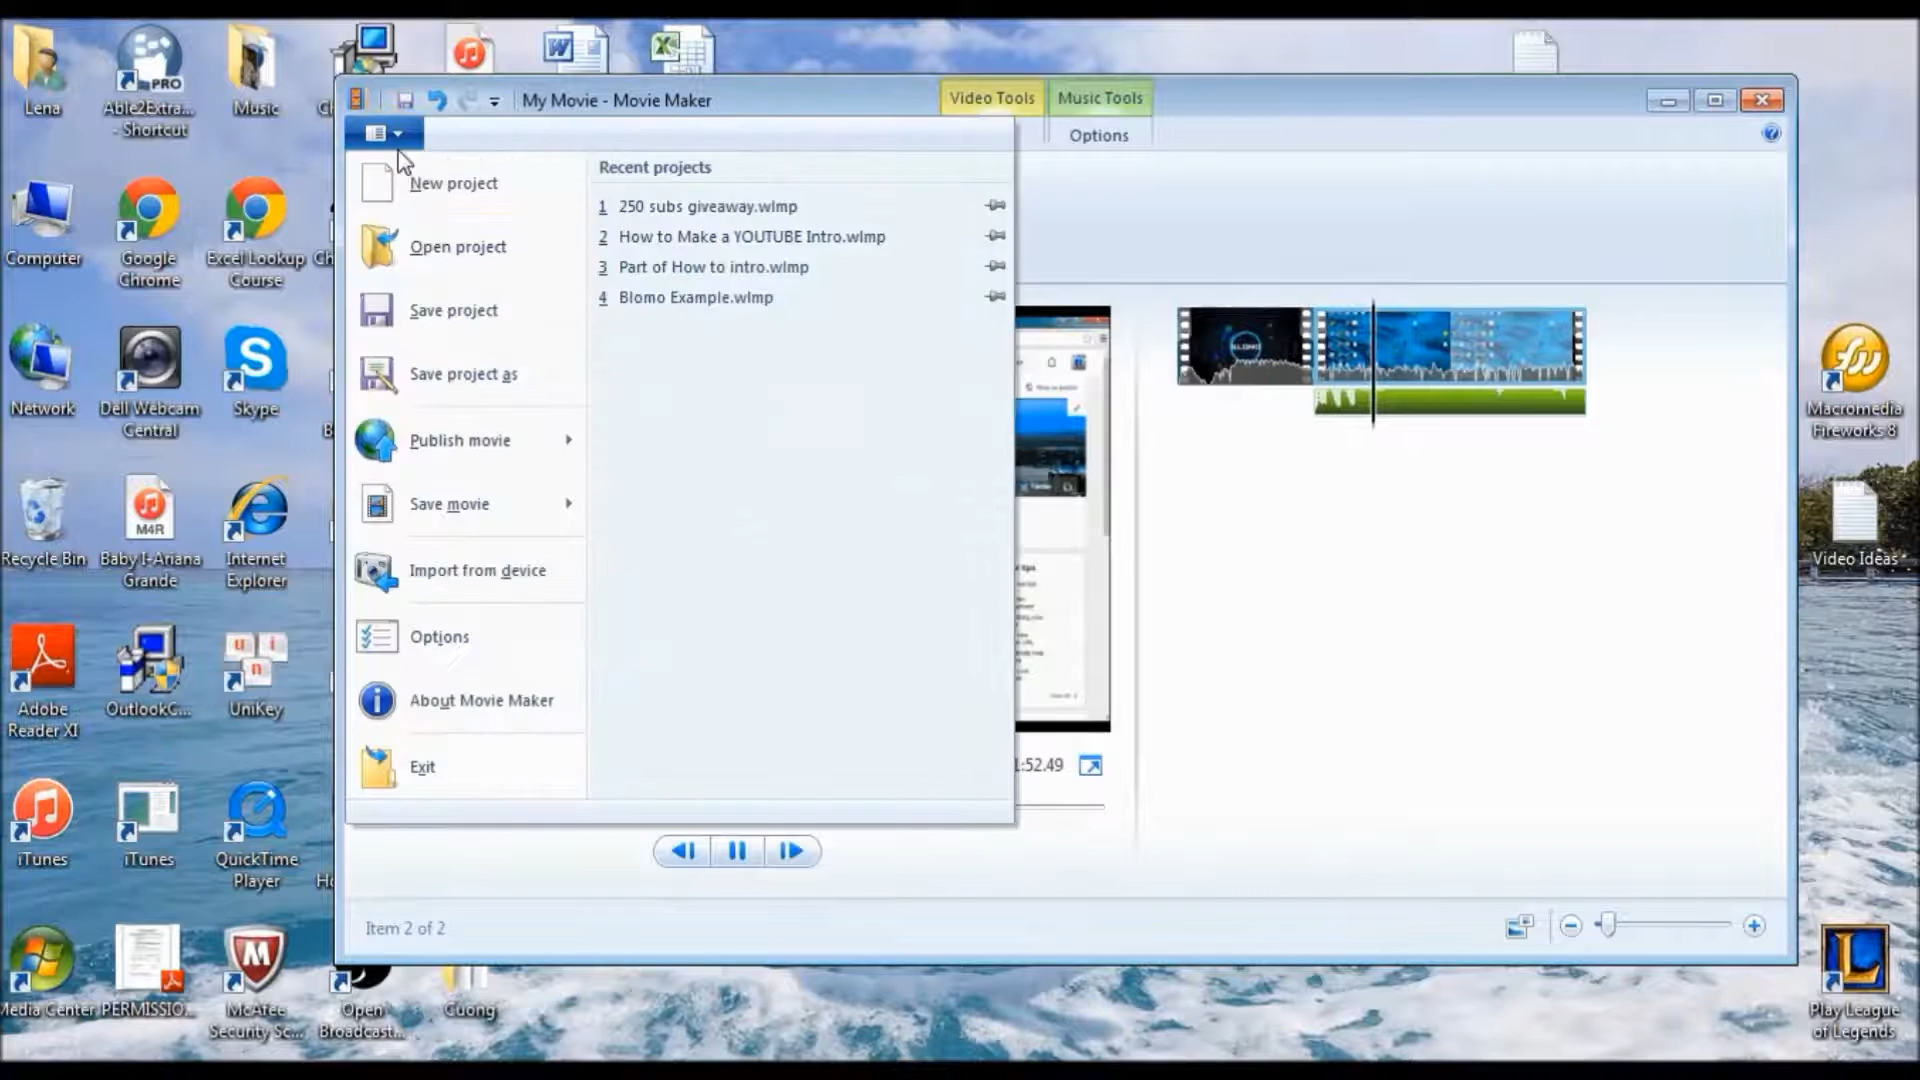 My Movie - Movie Maker
Video Tools
Music Tools
Options
New project
Open project
Save project
Save project as
Publish movie
Save movie
Import from device
Options
About Movie Maker
Exit
Recent projects
1 250 subs giveaway.wlmp
2 How to Make a YOUTUBE Intro.wlmp
3 Part of How to intro.wlmp
4 Blomo Example.wlmp
1:52.49
Item 2 of 2
Lena
PRO
Able2Extra...
- Shortcut
Music
Computer
Google
Chrome
Excel Lookup
Course
Network
Dell Webcam
Central
Skype
Recycle Bin
M4R
Baby I-Ariana
Grande
Internet
Explorer
Adobe
Reader XI
OutlookC...
u i
n
UniKey
iTunes
iTunes
QuickTime
Player
Media Center
PERMISSIO...
McAfee
Security Sc...
Open
Broadcast...
Cuong
Macromedia
Fireworks 8
Video Ideas
Play League
of Legends